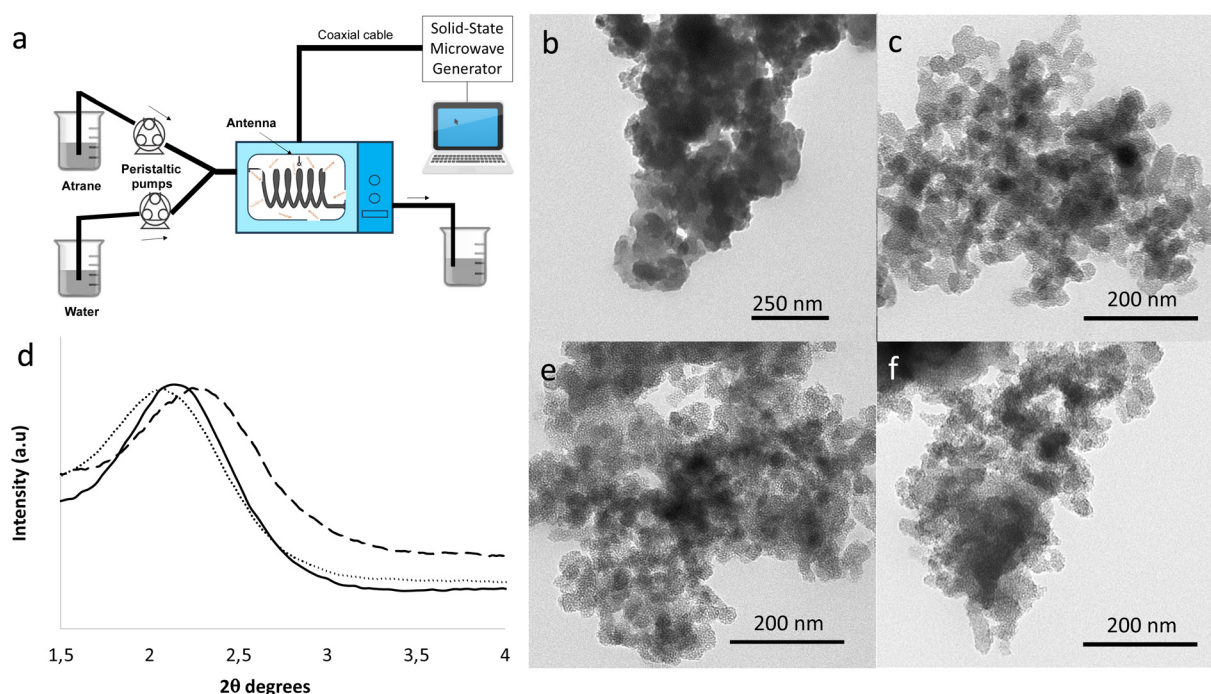 a
Coaxial cable
Solid-State
Microwave
Generator
Antenna
Atrane
Peristaltic
pumps
Water
b
250 nm
c
200 nm
d
Intensity (a.u)
1,5 2 2,5 3 3,5 4
2θ degrees
e
200 nm
f
200 nm